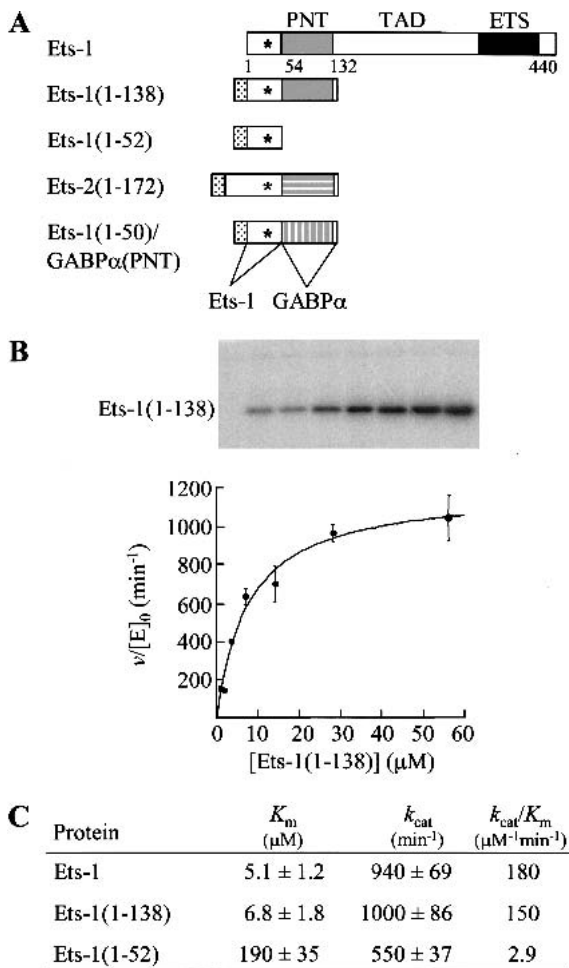 A
PNT TAD ETS
Ets-1 *
1 54 132 440
Ets-1(1-138) *
Ets-1(1-52) *
Ets-2(1-172) *
Ets-1(1-50)/ *
GABPα(PNT)
Ets-1 GABPα
B
Ets-1(1-138)
1200
1000
800
600
400
200
v/[E]₀ (min⁻¹)
0 10 20 30 40 50 60
[Ets-1(1-138)] (μM)
C
Protein Kₘ (μM) k_cat (min⁻¹) k_cat/Kₘ (μM⁻¹min⁻¹)
Ets-1 5.1 ± 1.2 940 ± 69 180
Ets-1(1-138) 6.8 ± 1.8 1000 ± 86 150
Ets-1(1-52) 190 ± 35 550 ± 37 2.9